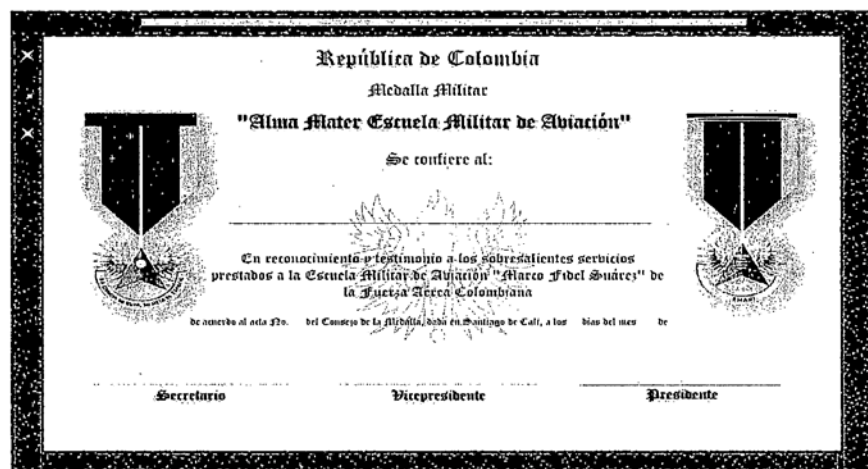 República de Colombia
Medalla Militar
"Alma Mater Escuela Militar de Aviación"
Se confiere al:
En reconocimiento y testimonio a los sobresalientes servicios
prestados a la Escuela Militar de Aviación "Marco Fidel Suárez" de
la Fuerza Aérea Colombiana
de acuerdo al acta No. del Consejo de la Medalla, dada en Santiago de Cali, a los días del mes de
Secretario Vicepresidente Presidente